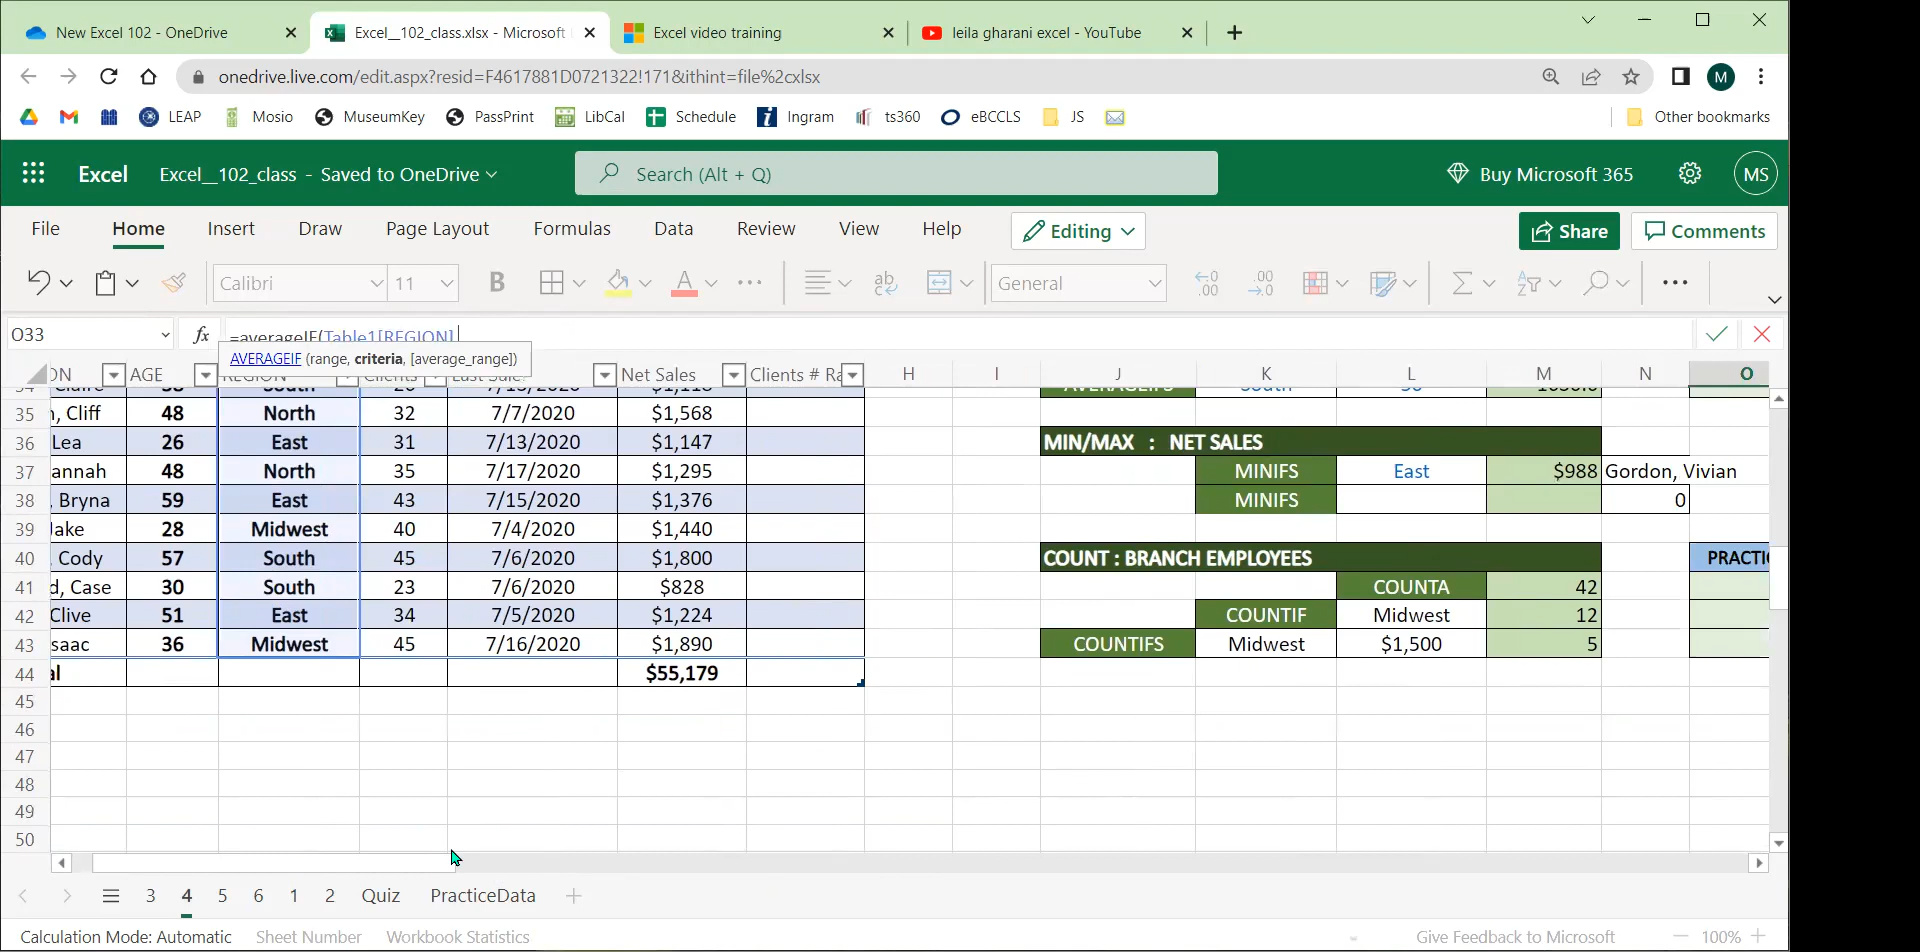 New Excel 102 - OneDrive
Excel__102_class.xlsx - Microsoft
Excel video training
leila gharani excel - YouTube
onedrive.live.com/edit.aspx?resid=F4617881D0721322!171&ithint=file%2cxlsx
M
LEAP Mosio MuseumKey PassPrint LibCal Schedule Ingram ts360 eBCCLS JS Other bookmarks
Excel Excel__102_class - Saved to OneDrive Search (Alt + Q) Buy Microsoft 365 MS
File Home Insert Draw Page Layout Formulas Data Review View Help Editing Share Comments
Calibri 11 B A ab General
O33 fx =averageIF(Table1[REGION]
AVERAGEIF (range, criteria, [average_range])
ON AGE Net Sales Clients # Ra H I J K L M N O
35 , Cliff 48 North 32 7/7/2020 $1,568
36 Lea 26 East 31 7/13/2020 $1,147 MIN/MAX : NET SALES
37 annah 48 North 35 7/17/2020 $1,295 MINIFS East $988 Gordon, Vivian
38 , Bryna 59 East 43 7/15/2020 $1,376 MINIFS 0
39 Jake 28 Midwest 40 7/4/2020 $1,440
40 , Cody 57 South 45 7/6/2020 $1,800 COUNT : BRANCH EMPLOYEES PRACTI
41 d, Case 30 South 23 7/6/2020 $828 COUNTA 42
42 Clive 51 East 34 7/5/2020 $1,224 COUNTIF Midwest 12
43 saac 36 Midwest 45 7/16/2020 $1,890 COUNTIFS Midwest $1,500 5
44 al $55,179
45
46
47
48
49
50
3 4 5 6 1 2 Quiz PracticeData
Calculation Mode: Automatic Sheet Number Workbook Statistics Give Feedback to Microsoft 100%